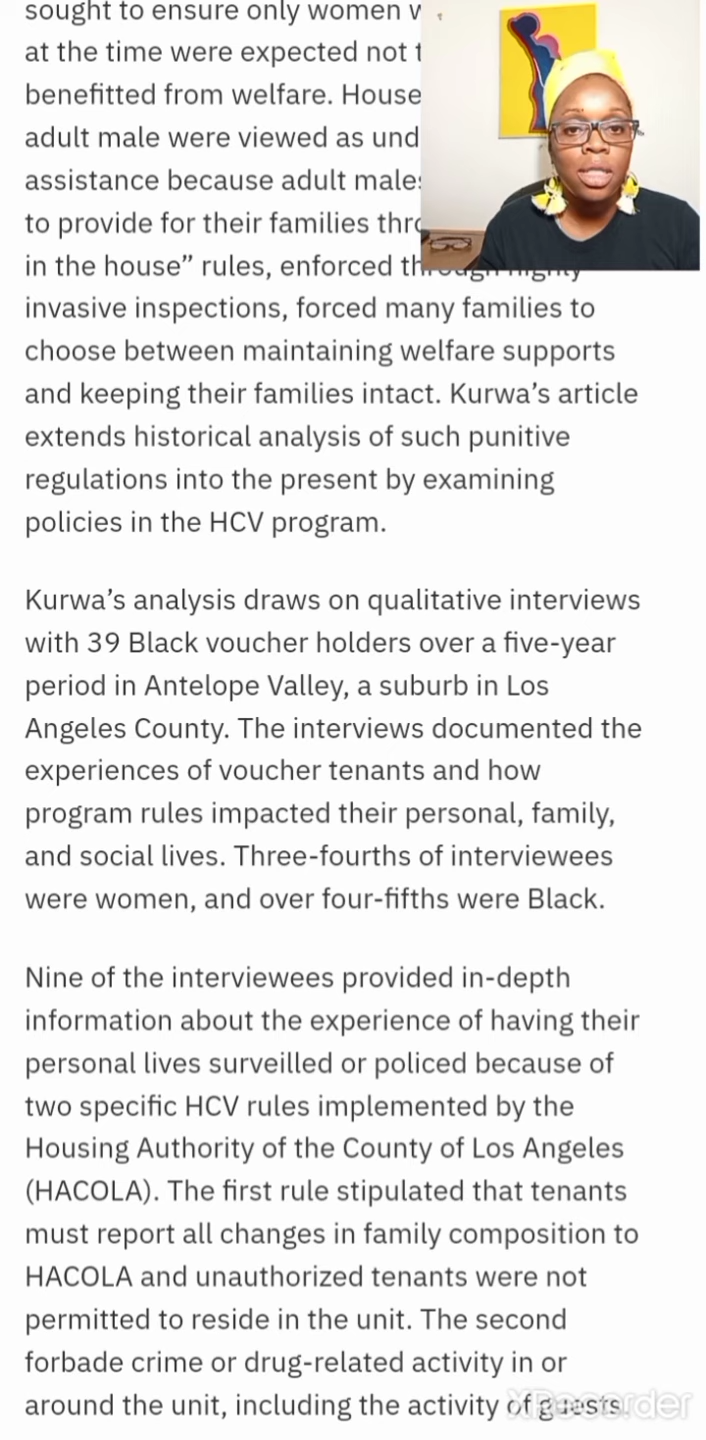 sought to ensure only women
at the time were expected not
benefitted from welfare. House
adult male were viewed as und
assistance because adult males
to provide for their families thro
in the house” rules, enforced through highly
invasive inspections, forced many families to
choose between maintaining welfare supports
and keeping their families intact. Kurwa’s article
extends historical analysis of such punitive
regulations into the present by examining
policies in the HCV program.
Kurwa’s analysis draws on qualitative interviews
with 39 Black voucher holders over a five-year
period in Antelope Valley, a suburb in Los
Angeles County. The interviews documented the
experiences of voucher tenants and how
program rules impacted their personal, family,
and social lives. Three-fourths of interviewees
were women, and over four-fifths were Black.
Nine of the interviewees provided in-depth
information about the experience of having their
personal lives surveilled or policed because of
two specific HCV rules implemented by the
Housing Authority of the County of Los Angeles
(HACOLA). The first rule stipulated that tenants
must report all changes in family composition to
HACOLA and unauthorized tenants were not
permitted to reside in the unit. The second
forbade crime or drug-related activity in or
around the unit, including the activity of guests.
XRecorder